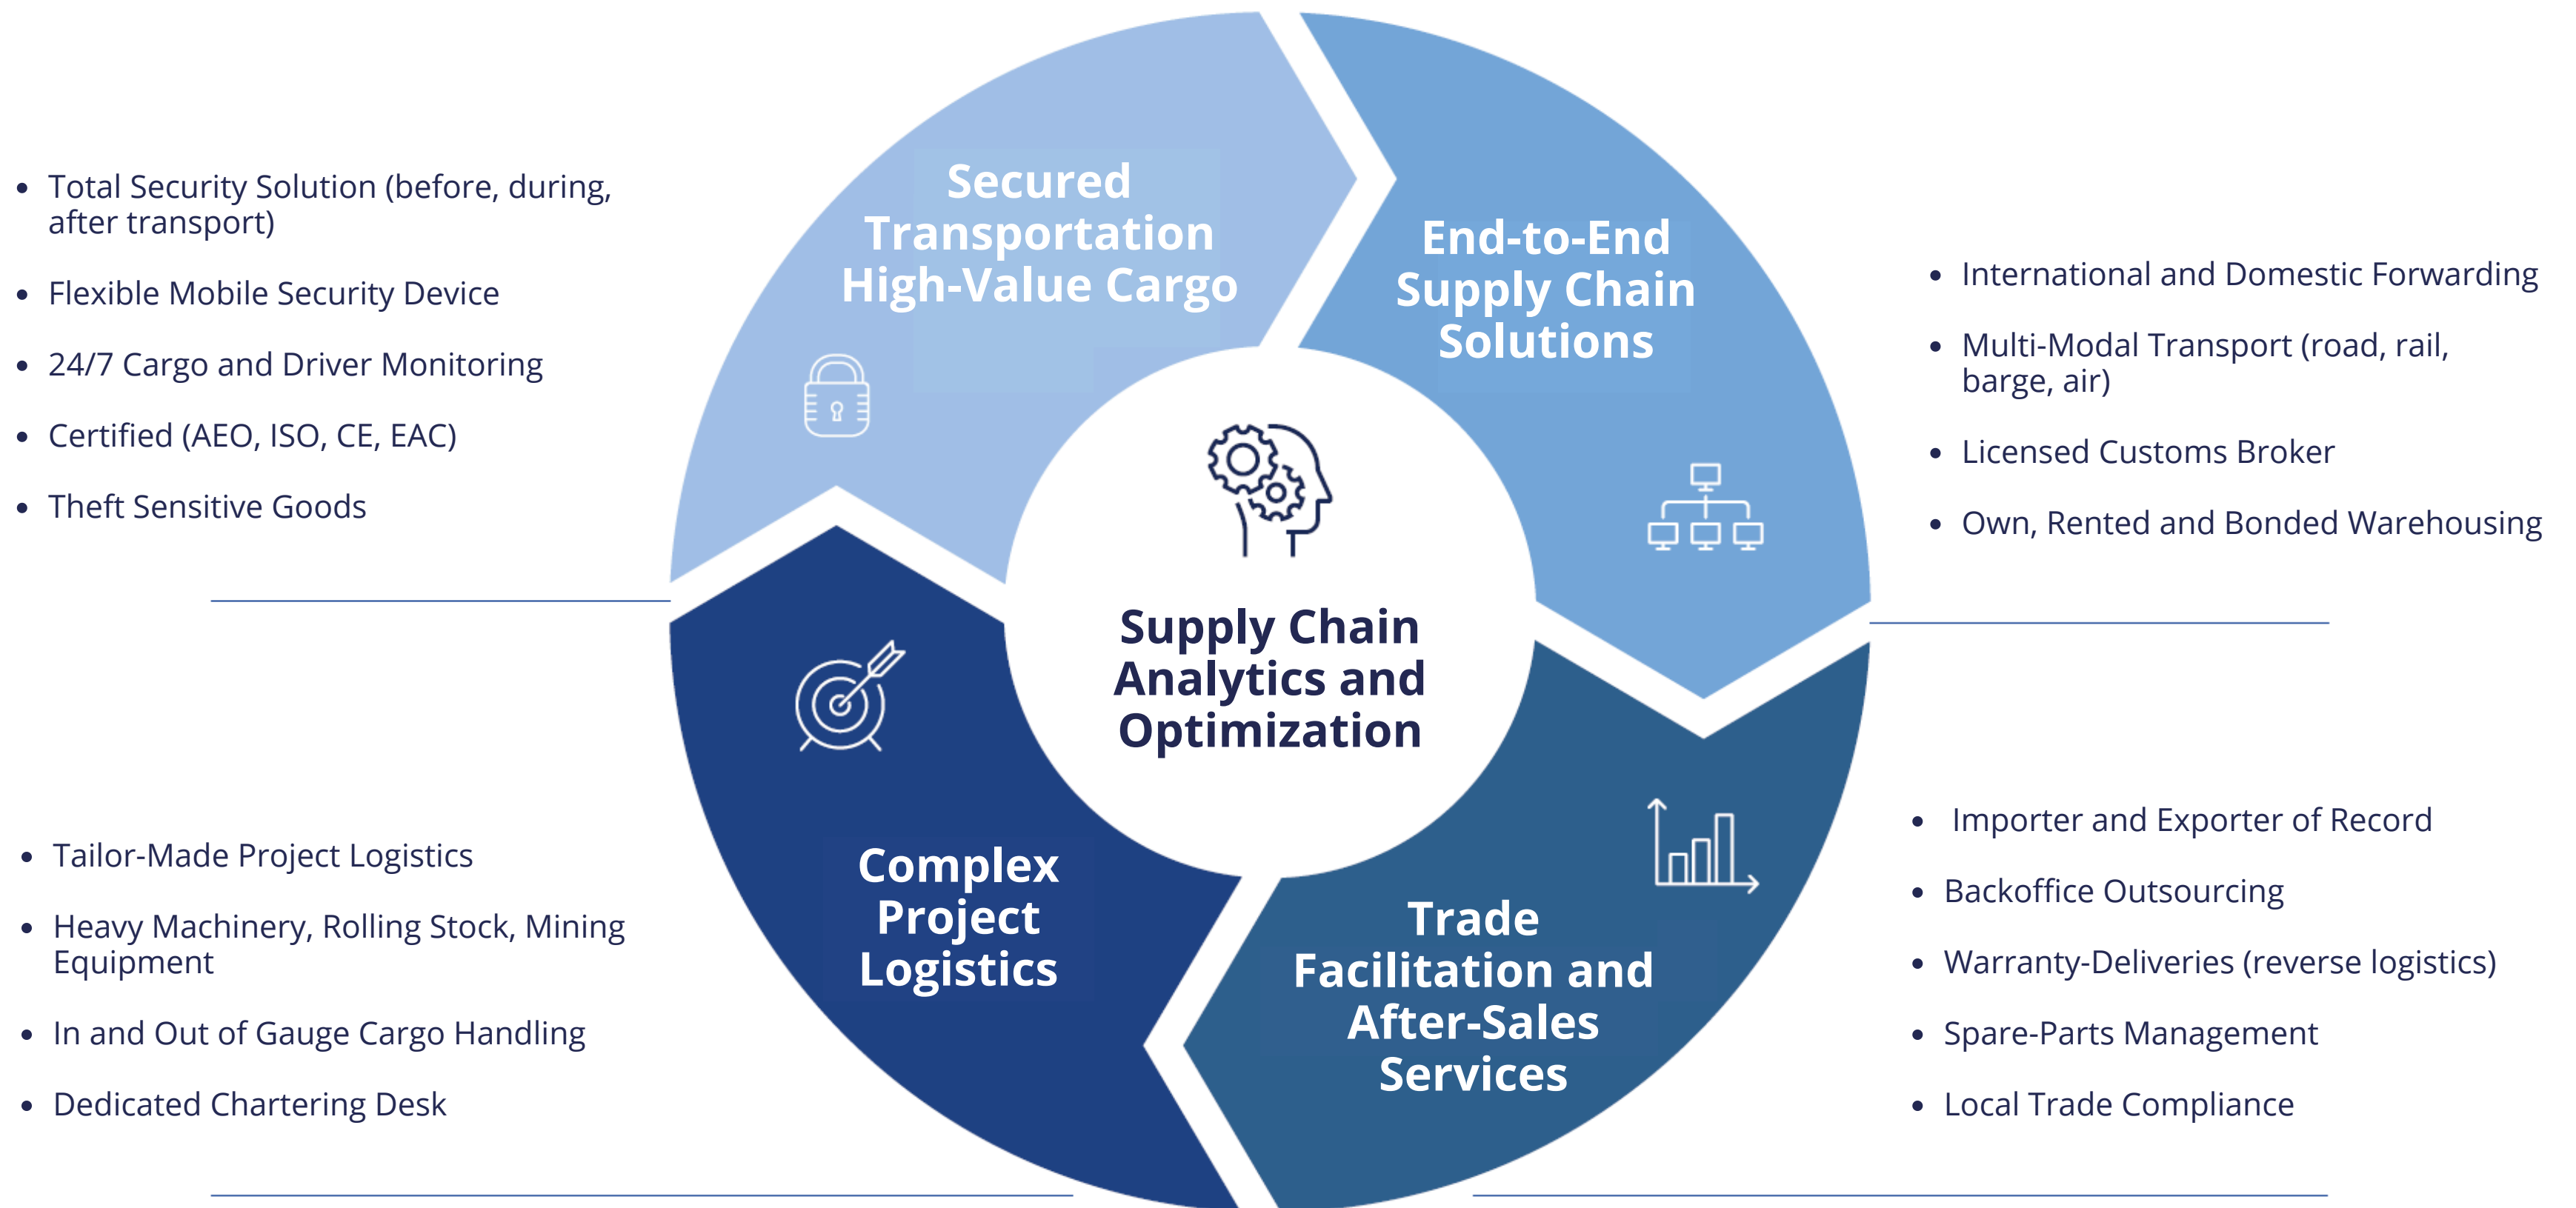 Total Security Solution (before, during,
after transport)
Flexible Mobile Security Device
24/7 Cargo and Driver Monitoring
Certified (AEO, ISO, CE, EAC)
Theft Sensitive Goods
Secured
Transportation
High-Value Cargo
End-to-End
Supply Chain
Solutions
International and Domestic Forwarding
Multi-Modal Transport (road, rail,
barge, air)
Licensed Customs Broker
Own, Rented and Bonded Warehousing
Supply Chain
Analytics and
Optimization
Tailor-Made Project Logistics
Heavy Machinery, Rolling Stock, Mining
Equipment
In and Out of Gauge Cargo Handling
Dedicated Chartering Desk
Complex
Project
Logistics
Trade
Facilitation and
After-Sales
Services
Importer and Exporter of Record
Backoffice Outsourcing
Warranty-Deliveries (reverse logistics)
Spare-Parts Management
Local Trade Compliance